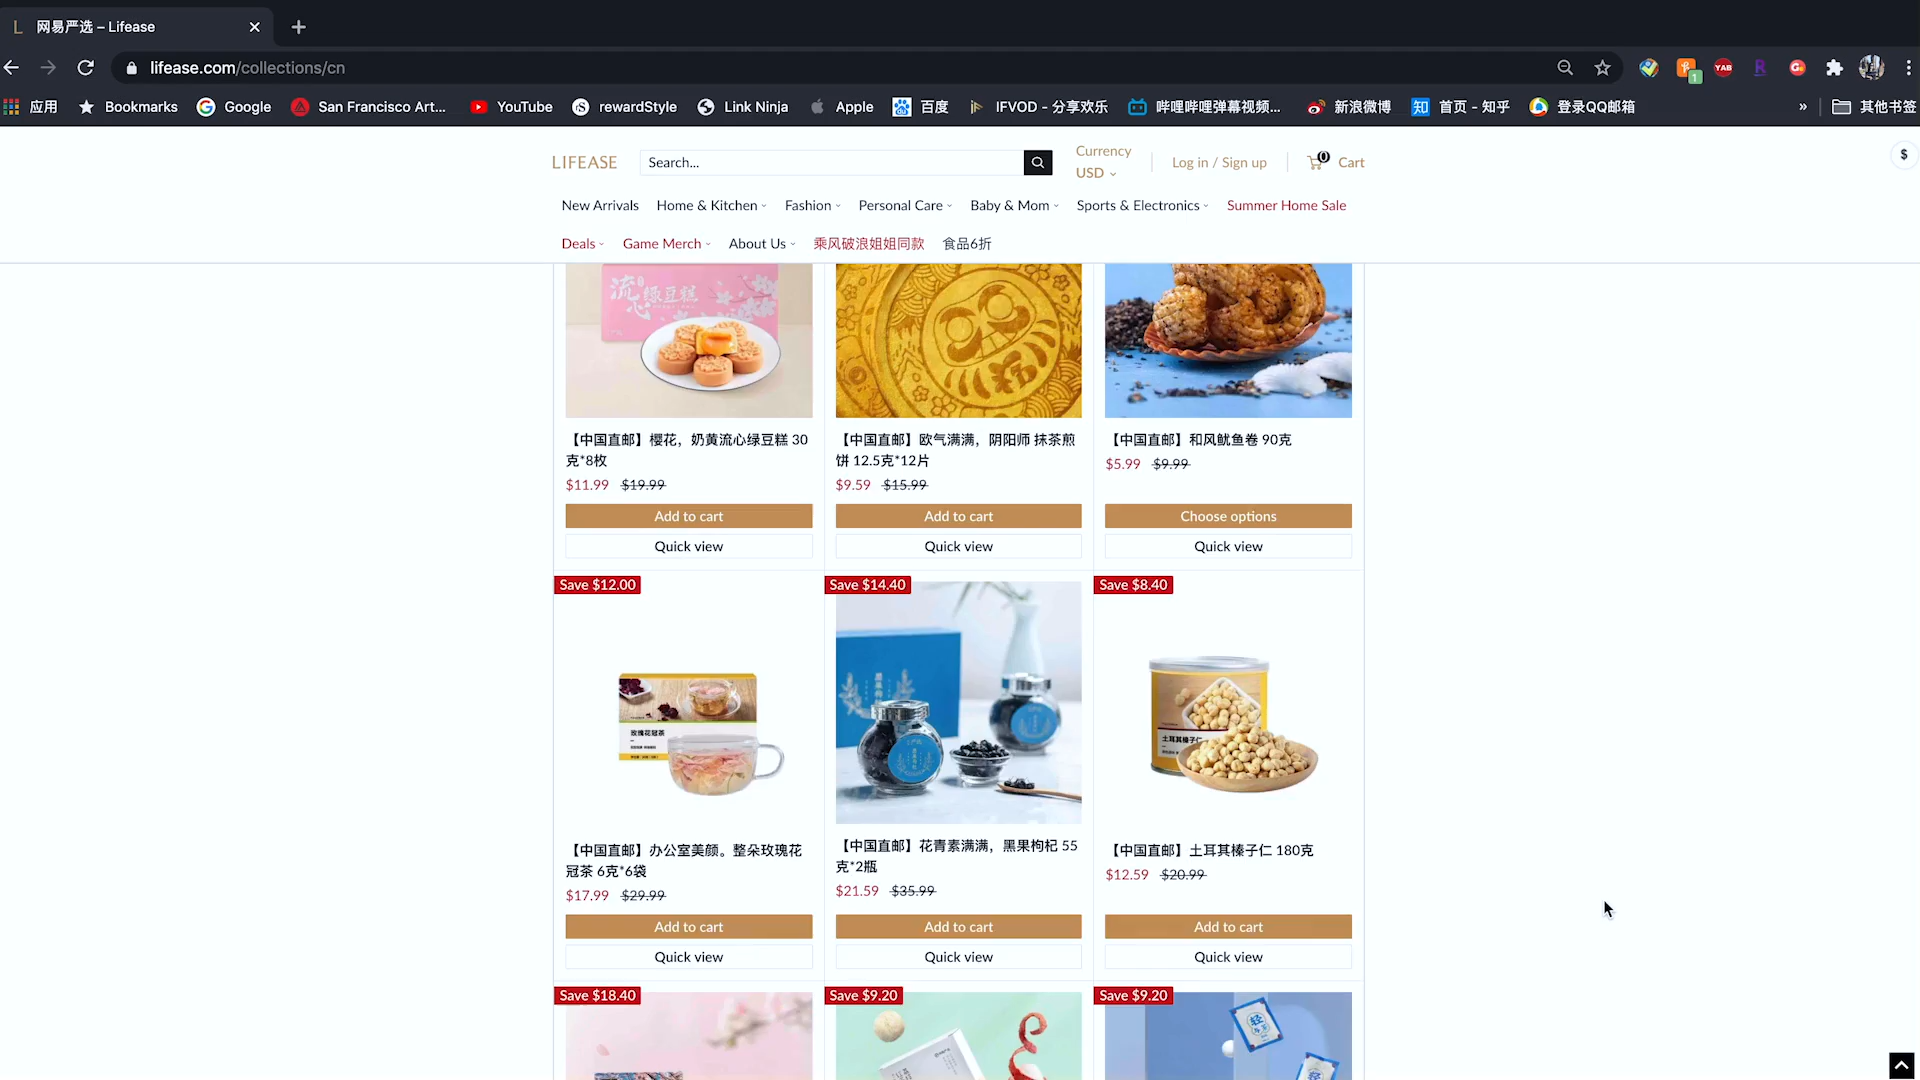 网易严选 – Lifease
lifease.com/collections/cn
应用 Bookmarks Google San Francisco Art... YouTube rewardStyle Link Ninja Apple 百度 IFVOD - 分享欢乐 哔哩哔哩弹幕视频... 新浪微博 首页 - 知乎 登录QQ邮箱 » 其他书签
LIFEASE Search... Currency USD Log in / Sign up 0 Cart $
New Arrivals Home & Kitchen Fashion Personal Care Baby & Mom Sports & Electronics Summer Home Sale
Deals Game Merch About Us 乘风破浪姐姐同款 食品6折
流心绿豆糕
【中国直邮】樱花，奶黄流心绿豆糕 30
克*8枚
$11.99 $19.99
Add to cart
Quick view
【中国直邮】欧气满满，阴阳师 抹茶煎
饼 12.5克*12片
$9.59 $15.99
Add to cart
Quick view
【中国直邮】和风鱿鱼卷 90克
$5.99 $9.99
Choose options
Quick view
Save $12.00
玫瑰花冠茶
【中国直邮】办公室美颜。整朵玫瑰花
冠茶 6克*6袋
$17.99 $29.99
Add to cart
Quick view
Save $14.40
【中国直邮】花青素满满，黑果枸杞 55
克*2瓶
$21.59 $35.99
Add to cart
Quick view
Save $8.40
土耳其榛子仁
【中国直邮】土耳其榛子仁 180克
$12.59 $20.99
Add to cart
Quick view
Save $18.40
Save $9.20
Save $9.20
轻